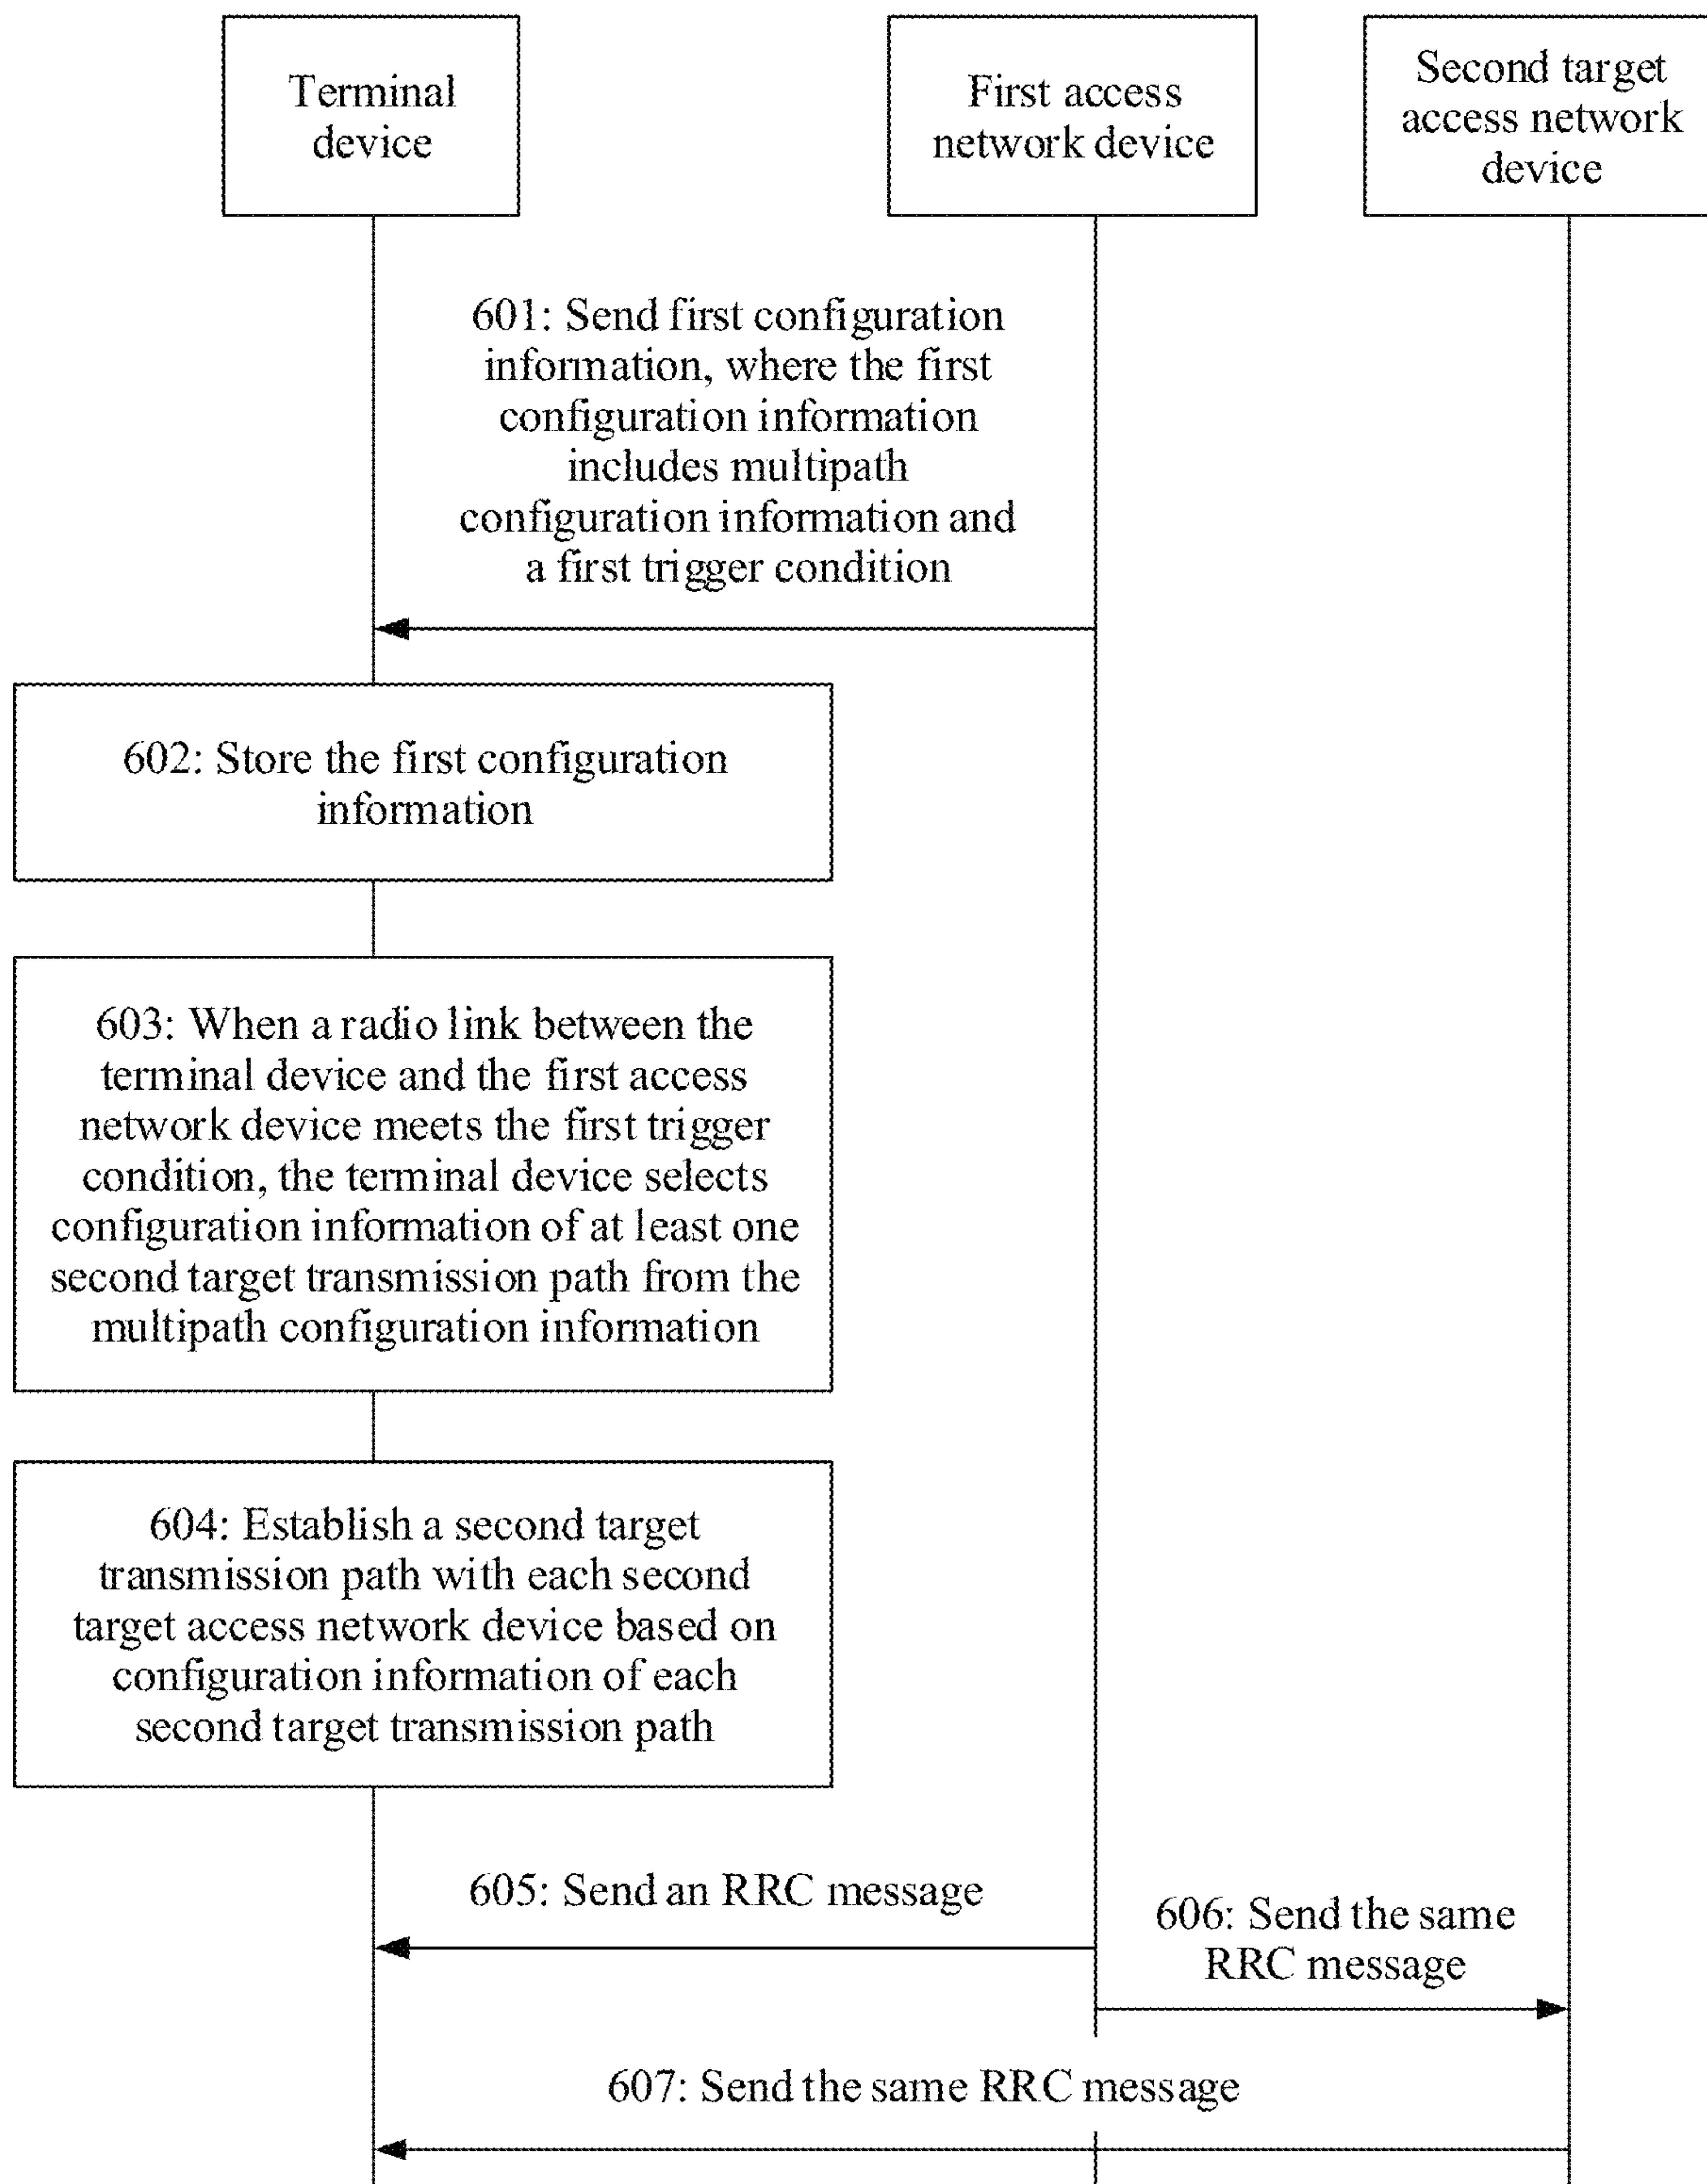 Terminal
device
First access
network device
Second target
access network
device
601: Send first configuration
information, where the first
configuration information
includes multipath
configuration information and
a first trigger condition
602: Store the first configuration
information
603: When a radio link between the
terminal device and the first access
network device meets the first trigger
condition, the terminal device selects
configuration information of at least one
second target transmission path from the
multipath configuration information
604: Establish a second target
transmission path with each second
target access network device based on
configuration information of each
second target transmission path
605: Send an RRC message
606: Send the same
RRC message
607: Send the same RRC message